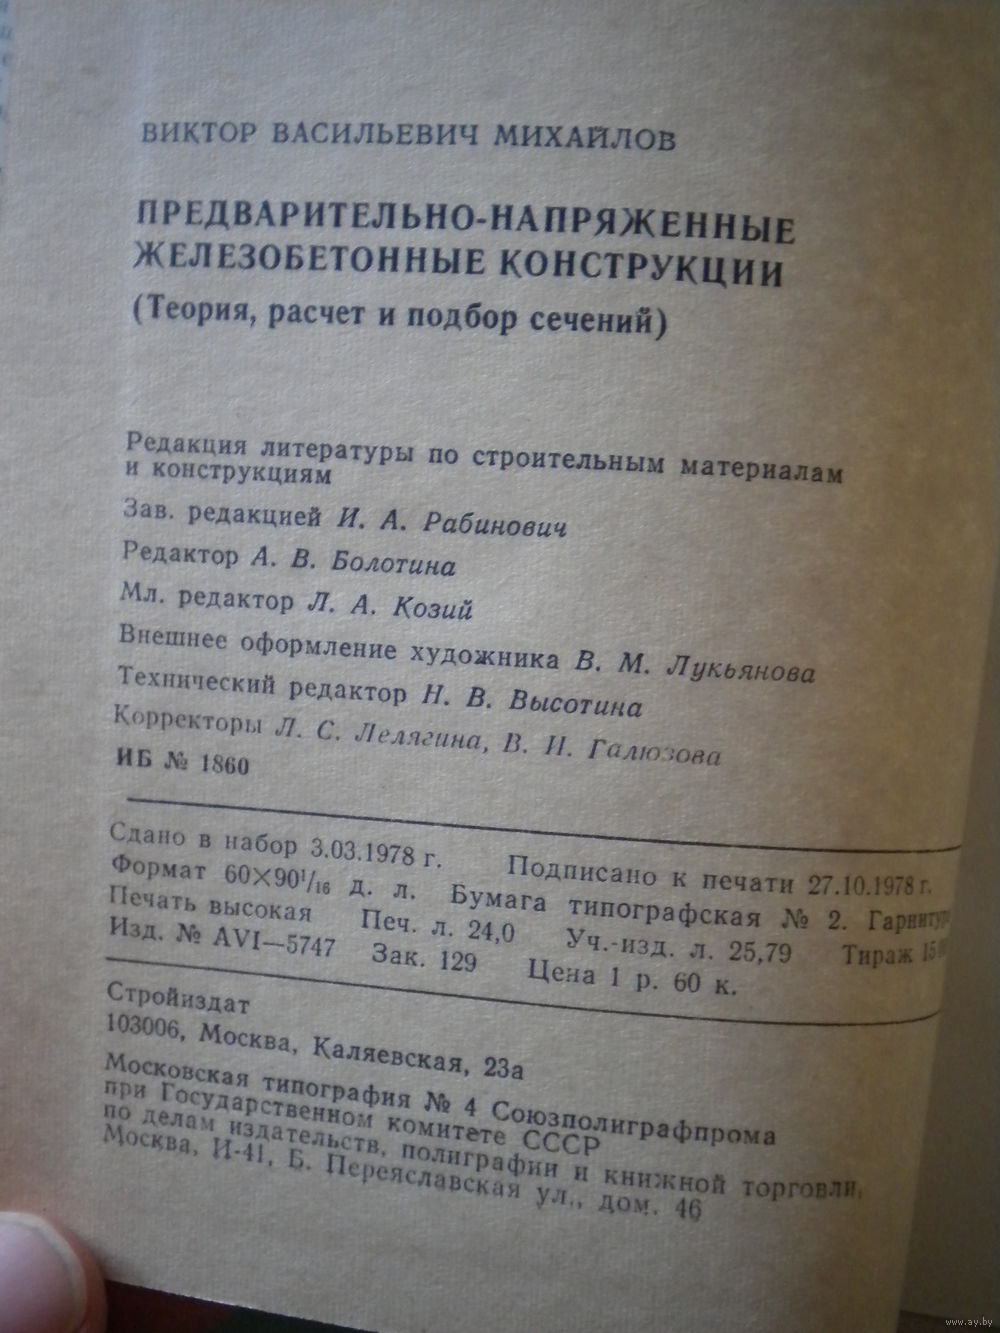 ВИКТОР ВАСИЛЬЕВИЧ МИХАЙЛОВ
ПРЕДВАРИТЕЛЬНО-НАПРЯЖЕННЫЕ
ЖЕЛЕЗОБЕТОННЫЕ КОНСТРУКЦИИ
(Теория, расчет и подбор сечений)
Редакция литературы по строительным материалам
и конструкциям
Зав. редакцией И. А. Рабинович
Редактор А. В. Болотина
Мл. редактор Л. А. Козий
Внешнее оформление художника В. М. Лукьянова
Технический редактор Н. В. Высотина
Корректоры Л. С. Лелягина, В. И. Галюзова
ИБ № 1860
Сдано в набор 3.03.1978 г. Подписано к печати 27.10.1978 г.
Формат 60×90 1/16 д. л. Бумага типографская № 2.
Печать высокая Печ. л. 24,0 Уч.-изд. л. 25,79 Тираж
Изд. № AVI—5747 Зак. 129 Цена 1 р. 60 к.
Стройиздат
103006, Москва, Каляевская, 23а
Московская типография № 4 Союзполиграфпрома
при Государственном комитете СССР
по делам издательств, полиграфии и книжной торговли,
Москва, И-41, Б. Переяславская ул., дом. 46
www.ay.by